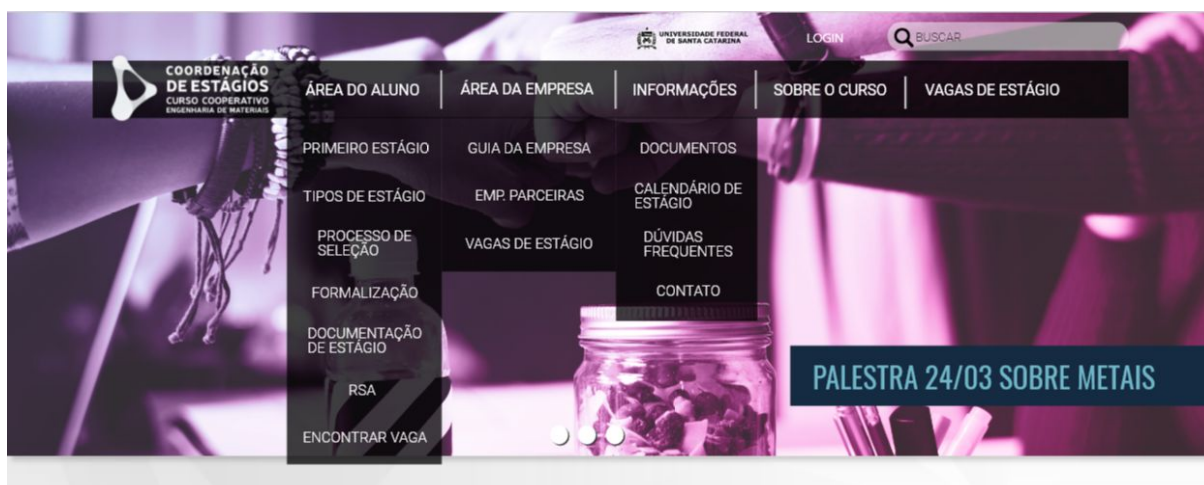 UNIVERSIDADE FEDERAL
DE SANTA CATARINA
LOGIN
BUSCAR
COORDENAÇÃO
DE ESTÁGIOS
CURSO COOPERATIVO
ENGENHARIA DE MATERIAIS
ÁREA DO ALUNO
ÁREA DA EMPRESA
INFORMAÇÕES
SOBRE O CURSO
VAGAS DE ESTÁGIO
PRIMEIRO ESTÁGIO
TIPOS DE ESTÁGIO
PROCESSO DE
SELEÇÃO
FORMALIZAÇÃO
DOCUMENTAÇÃO
DE ESTÁGIO
RSA
ENCONTRAR VAGA
GUIA DA EMPRESA
EMP. PARCEIRAS
VAGAS DE ESTÁGIO
DOCUMENTOS
CALENDÁRIO DE
ESTÁGIO
DÚVIDAS
FREQUENTES
CONTATO
PALESTRA 24/03 SOBRE METAIS